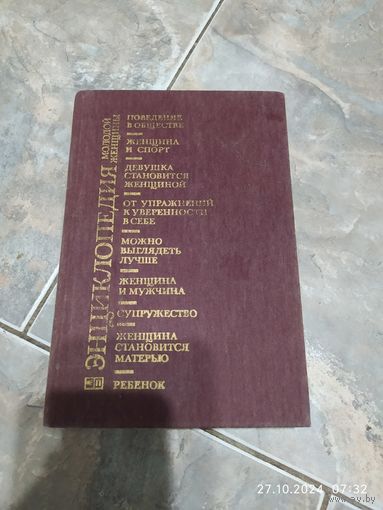 ЭНЦИКЛОПЕДИЯ
МОЛОДОЙ
ЖЕНЩИНЫ
ПОВЕДЕНИЕ
В ОБЩЕСТВЕ
ЖЕНЩИНА
И СПОРТ
ДЕВУШКА
СТАНОВИТСЯ
ЖЕНЩИНОЙ
ОТ УПРАЖНЕНИЙ
К УВЕРЕННОСТИ
В СЕБЕ
МОЖНО
ВЫГЛЯДЕТЬ
ЛУЧШЕ
ЖЕНЩИНА
И МУЖЧИНА
СУПРУЖЕСТВО
ЖЕНЩИНА
СТАНОВИТСЯ
МАТЕРЬЮ
РЕБЕНОК
27.10.2024 07:32